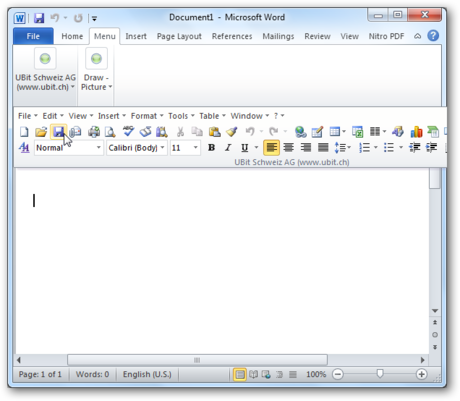 Document1 - Microsoft Word
File Home Menu Insert Page Layout References Mailings Review View Nitro PDF
UBit Schweiz AG Draw -
(www.ubit.ch) Picture
File Edit View Insert Format Tools Table Window ?
Normal Calibri (Body) 11 B I U
UBit Schweiz AG (www.ubit.ch)
Page: 1 of 1 Words: 0 English (U.S.) 100%